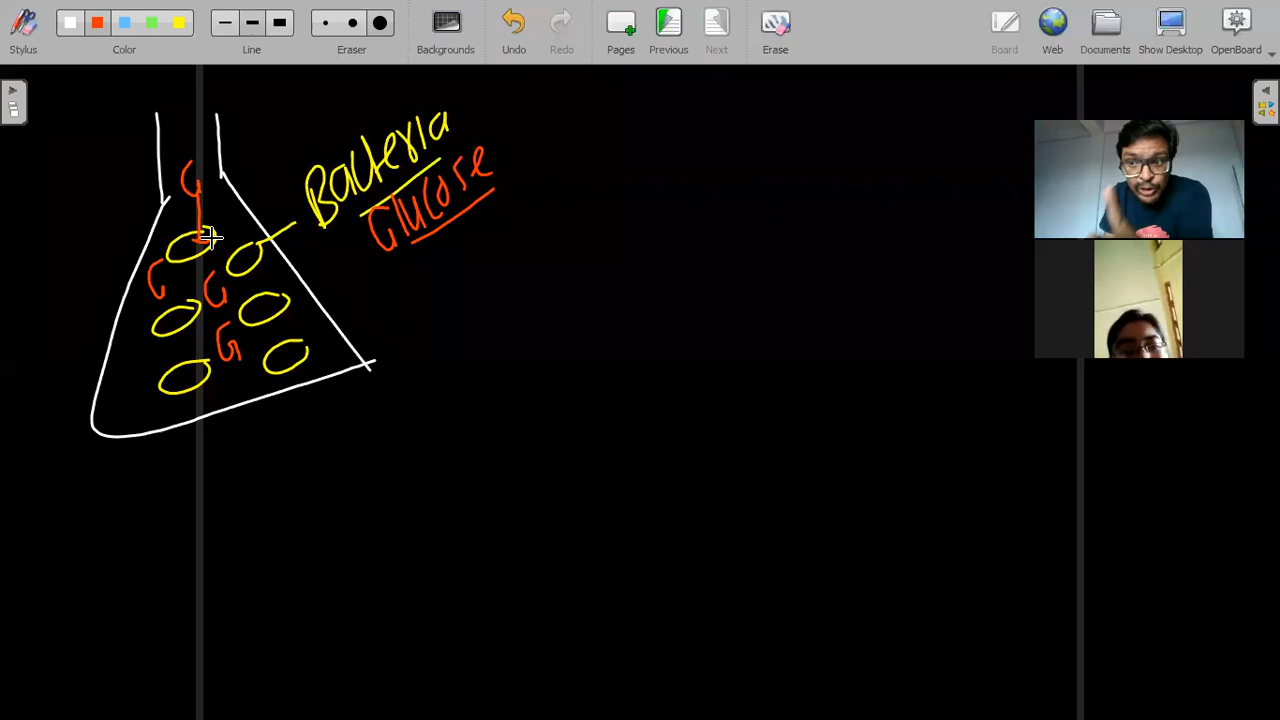 Stylus Color Line Eraser Backgrounds Undo Redo Pages Previous Next Erase Board Web Documents Show Desktop OpenBoard
Bacteria
Glucose
G
G
G
G